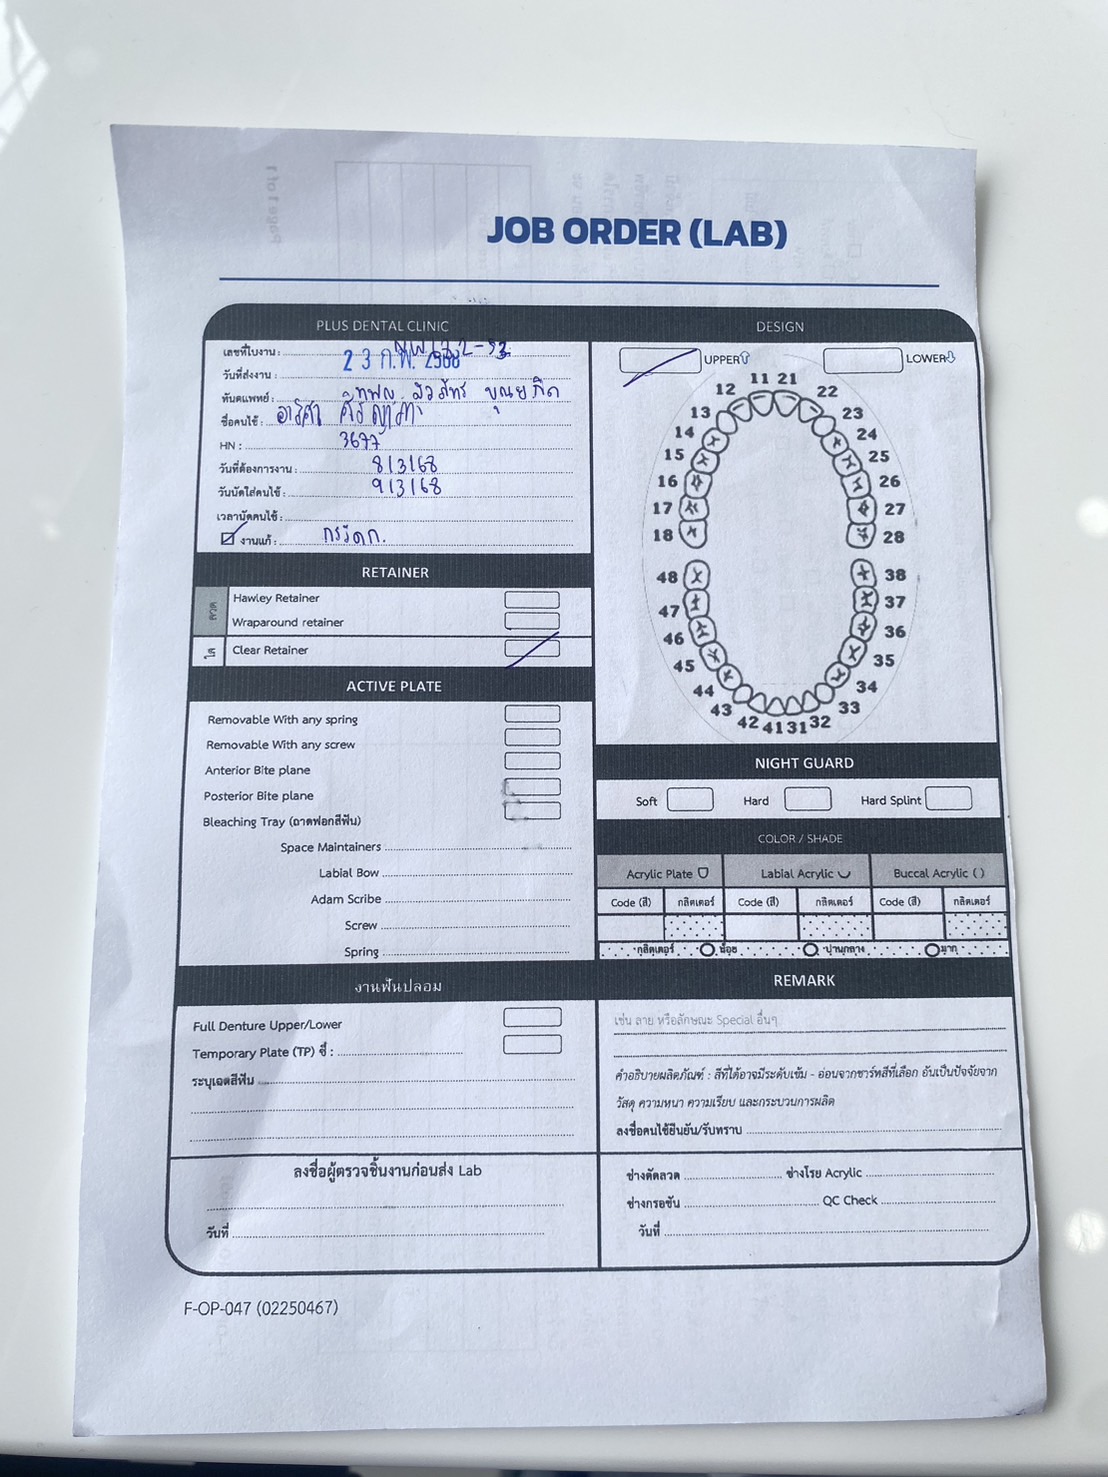 JOB ORDER (LAB)
PLUS DENTAL CLINIC
เลขที่ใบงาน :
วันที่ส่งงาน : 23 ก.พ. 2568
ทันตแพทย์ : ทพญ.
ชื่อคนไข้ :
HN : 3677
วันที่ต้องการงาน : 8/3/68
วันนัดใส่คนไข้ : 9/3/68
เวลานัดคนไข้ :
งานแก้ :
RETAINER
ลวด
Hawley Retainer
Wraparound retainer
ใส
Clear Retainer
ACTIVE PLATE
Removable With any spring
Removable With any screw
Anterior Bite plane
Posterior Bite plane
Bleaching Tray (ถาดฟอกสีฟัน)
Space Maintainers
Labial Bow
Adam Scribe
Screw
Spring
งานฟันปลอม
Full Denture Upper/Lower
Temporary Plate (TP) ซี่ :
ระบุเฉดสีฟัน
ลงชื่อผู้ตรวจชิ้นงานก่อนส่ง Lab
วันที่
DESIGN
UPPER LOWER
11 21
12 22
13 23
14 24
15 25
16 26
17 27
18 28
48 38
47 37
46 36
45 35
44 34
43 33
42 41 31 32
NIGHT GUARD
Soft Hard Hard Splint
COLOR / SHADE
Acrylic Plate Labial Acrylic Buccal Acrylic ( )
Code (สี) กลิตเตอร์ Code (สี) กลิตเตอร์ Code (สี) กลิตเตอร์
กลิตเตอร์ น้อย ปานกลาง มาก
REMARK
เช่น ลาย หรือลักษณะ Special อื่นๆ
คำอธิบายผลิตภัณฑ์ : สีที่ได้อาจมีระดับเข้ม - อ่อนจากชาร์ทสีที่เลือก อันเป็นปัจจัยจาก
วัสดุ ความหนา ความเรียบ และกระบวนการผลิต
ลงชื่อคนไข้ยืนยัน/รับทราบ
ช่างดัดลวด ช่างโรย Acrylic
ช่างกรอขัน QC Check
วันที่
F-OP-047 (02250467)